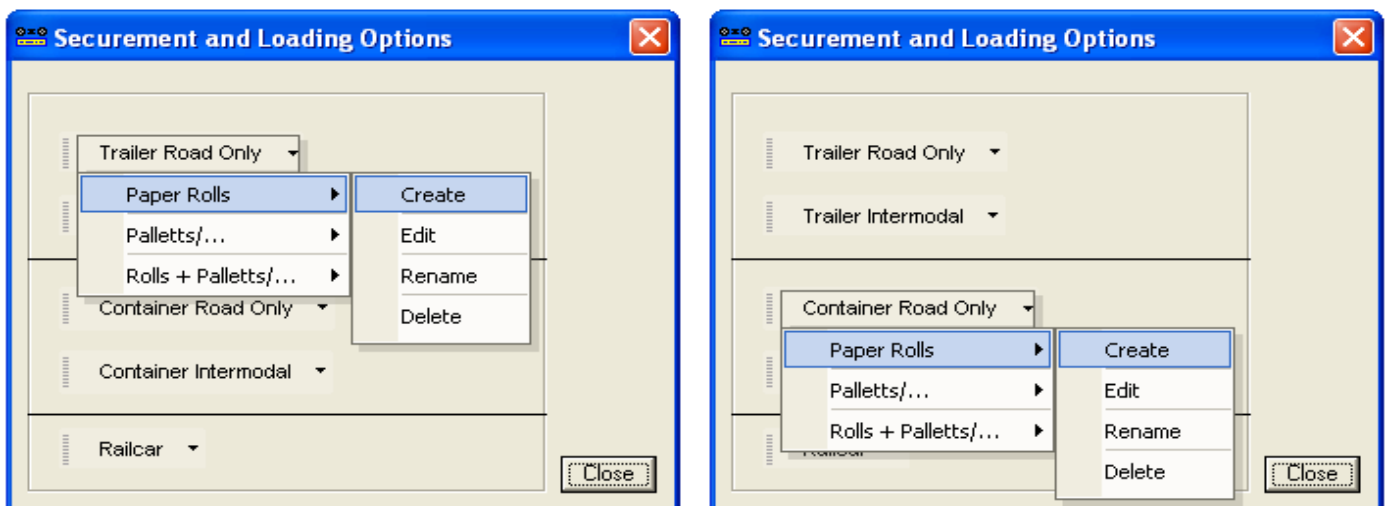 Securement and Loading Options
Trailer Road Only
Paper Rolls
Create
Palletts/...
Edit
Rolls + Palletts/...
Rename
Container Road Only
Delete
Container Intermodal
Railcar
Close
Securement and Loading Options
Trailer Road Only
Trailer Intermodal
Container Road Only
Paper Rolls
Create
Palletts/...
Edit
Rolls + Palletts/...
Rename
Delete
Close